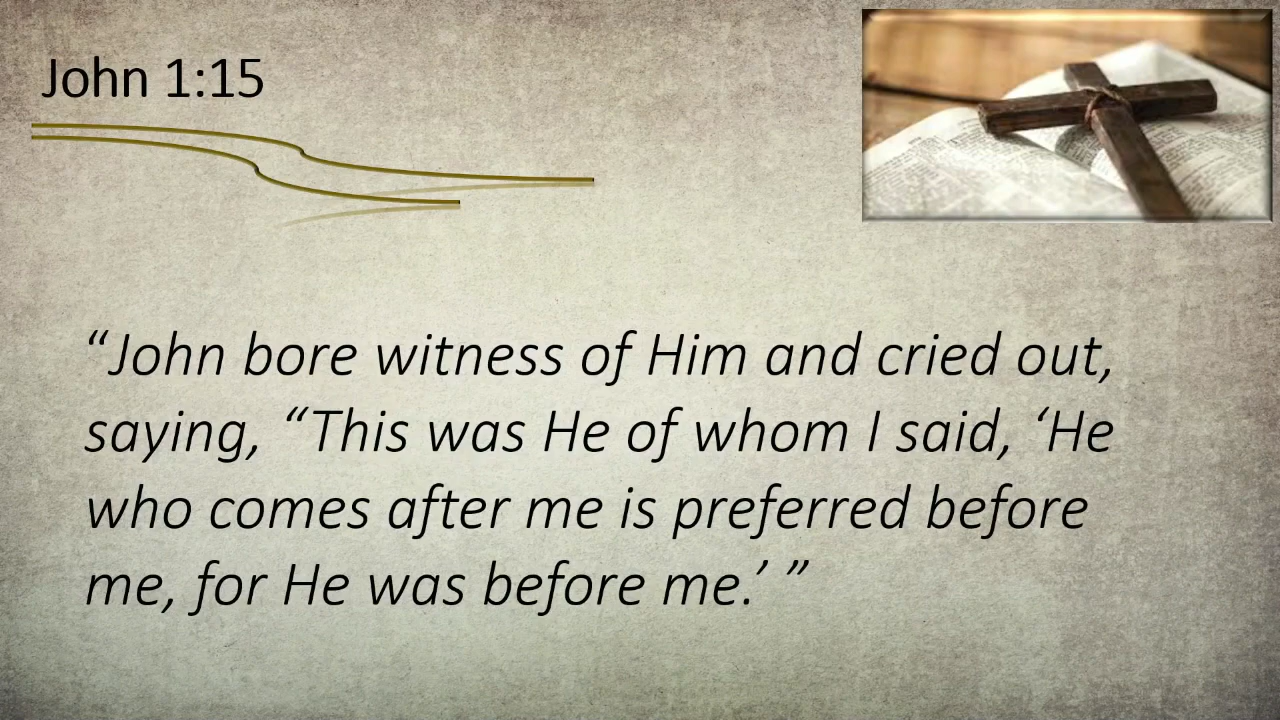 John 1:15
“John bore witness of Him and cried out,
saying, “This was He of whom I said, ‘He
who comes after me is preferred before
me, for He was before me.’ ”